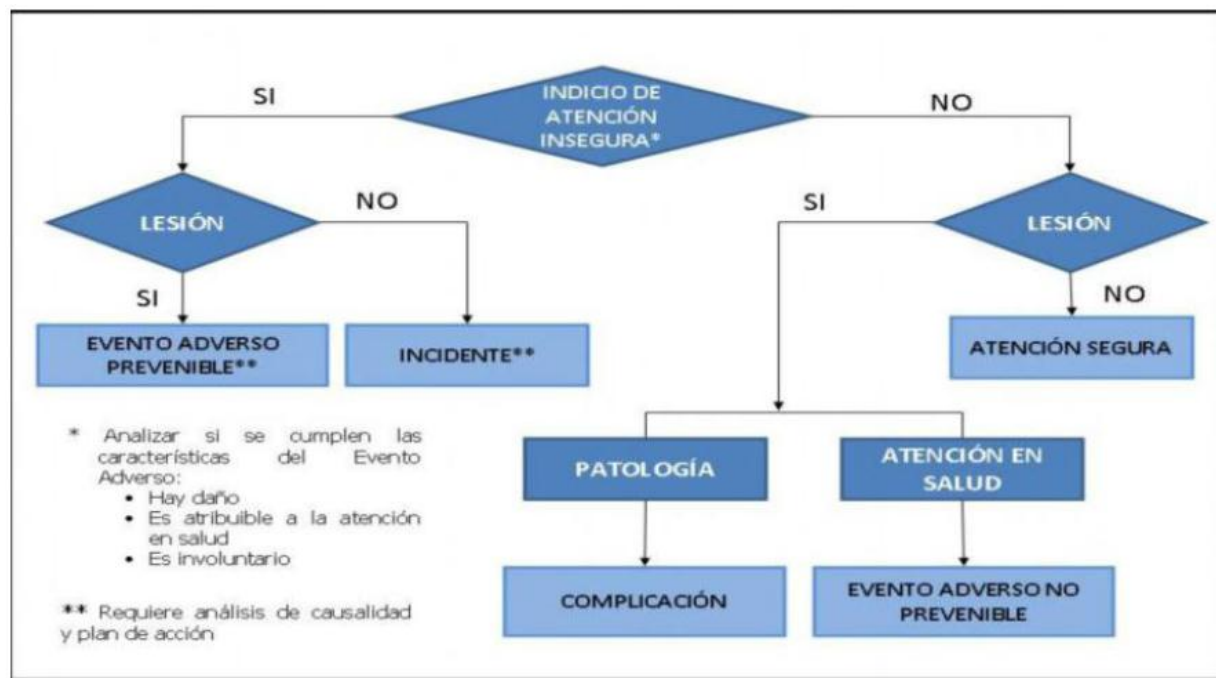 INDICIO DE
ATENCIÓN
INSEGURA*
SI
NO
LESIÓN
NO
SI
LESIÓN
SI
NO
EVENTO ADVERSO
PREVENIBLE**
INCIDENTE**
ATENCIÓN SEGURA
* Analizar si se cumplen las
características del Evento
Adverso:
• Hay daño
• Es atribuible a la atención
en salud
• Es involuntario
PATOLOGÍA
ATENCIÓN EN
SALUD
COMPLICACIÓN
EVENTO ADVERSO NO
PREVENIBLE
** Requiere análisis de causalidad
y plan de acción